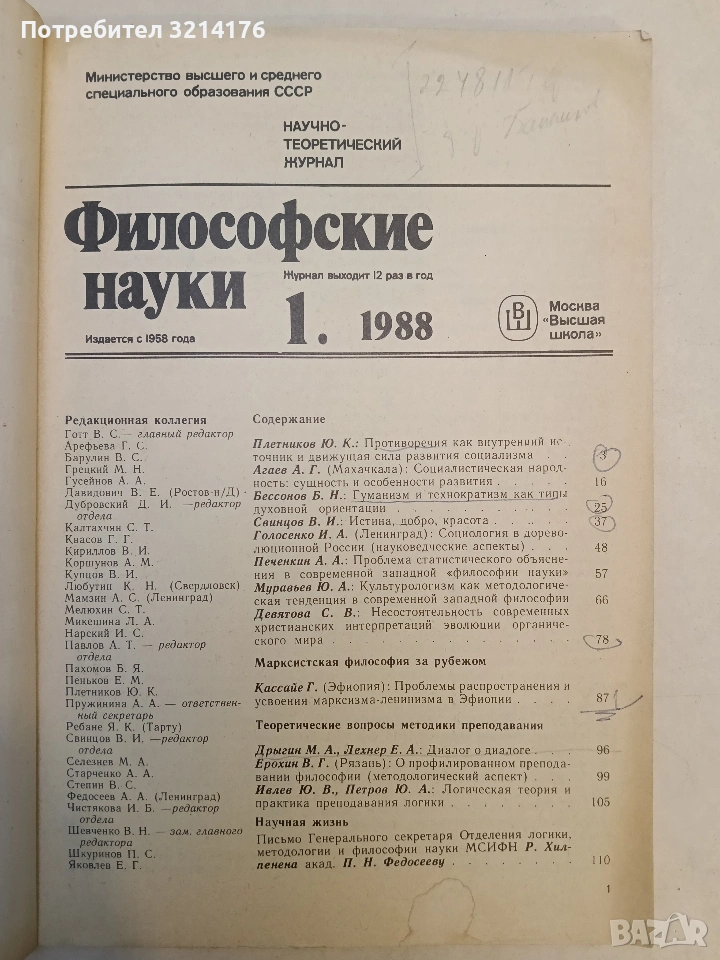 Потребител 3214176
Министерство высшего и среднего
специального образования СССР
НАУЧНО-
ТЕОРЕТИЧЕСКИЙ
ЖУРНАЛ
224811
Философские
науки
Журнал выходит 12 раз в год
1. 1988
Издается с 1958 года
ВШ
Москва
«Высшая
школа»
Редакционная коллегия
Готт В. С.— главный редактор
Арефьева Г. С.
Барулин В. С.
Грецкий М. Н.
Гусейнов А. А.
Давидович В. Е. (Ростов-н/Д)
Дубровский Д. И. —редактор
отдела
Калтахчян С. Т.
Квасов Г. Г.
Кириллов В. И.
Коршунов А. М.
Купцов В. И.
Любутин К. Н. (Свердловск)
Мамзин А. С. (Ленинград)
Мелюхин С. Т.
Микешина Л. А.
Нарский И. С.
Павлов А. Т. — редактор
отдела
Пахомов Б. Я.
Пеньков Е. М.
Плетников Ю. К.
Пружинина А. А. — ответствен-
ный секретарь
Ребане Я. К. (Тарту)
Свинцов В. И. — редактор
отдела
Селезнев М. А.
Старченко А. А.
Степин В. С.
Федосеев А. А. (Ленинград)
Чистякова И. Б. —редактор
отдела
Шевченко В. Н. — зам. главного
редактора
Шкуринов П. С.
Яковлев Е. Г.
Содержание
Плетников Ю. К.: Противоречия как внутренний ис-
точник и движущая сила развития социализма . . 3
Агаев А. Г. (Махачкала): Социалистическая народ-
ность: сущность и особенности развития . . . . . 16
Бессонов Б. Н.: Гуманизм и технократизм как типы
духовной ориентации . . . . . . . . . . 25
Свинцов В. И.: Истина, добро, красота . . . . . 37
Голосенко И. А. (Ленинград): Социология в дорево-
люционной России (науковедческие аспекты) . . . 48
Печенкин А. А.: Проблема статистического объясне-
ния в современной западной «философии науки» 57
Муравьев Ю. А.: Культурологизм как методологиче-
ская тенденция в современной западной философии 66
Девятова С. В.: Несостоятельность современных
христианских интерпретаций эволюции органичес-
кого мира . . . . . . . . . . . . . . 78
Марксистская философия за рубежом
Кассайе Г. (Эфиопия): Проблемы распространения и
усвоения марксизма-ленинизма в Эфиопии . . . . 87
Теоретические вопросы методики преподавания
Дрыгин М. А., Лехнер Е. А.: Диалог о диалоге . . . 96
Ерохин В. Г. (Рязань): О профилированном препода-
вании философии (методологический аспект) . . . 99
Ивлев Ю. В., Петров Ю. А.: Логическая теория и
практика преподавания логики . . . . . . . 105
Научная жизнь
Письмо Генерального секретаря Отделения логики,
методологии и философии науки МСИФН Р. Хил-
пенена акад. П. Н. Федосееву . . . . . . . . 110
1
BAZAR